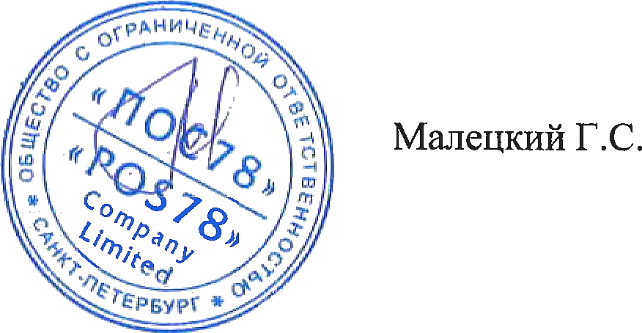 * ОБЩЕСТВО С ОГРАНИЧЕННОЙ ОТВЕТСТВЕННОСТЬЮ *
САНКТ-ПЕТЕРБУРГ
«ПОС78»
«POS78»
Company
Limited
Малецкий Г.С.